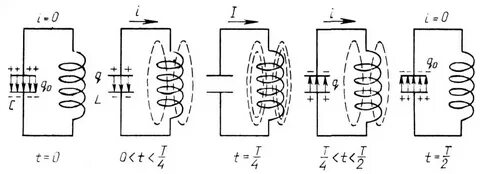 i=0
i
I
i
i=0
++ ++
q₀
C
- - - -
+ +
q
L
- -
- -
q
+ +
- - - -
q₀
++ ++
t=0
0<t<T/4
t=T/4
T/4<t<T/2
t=T/2